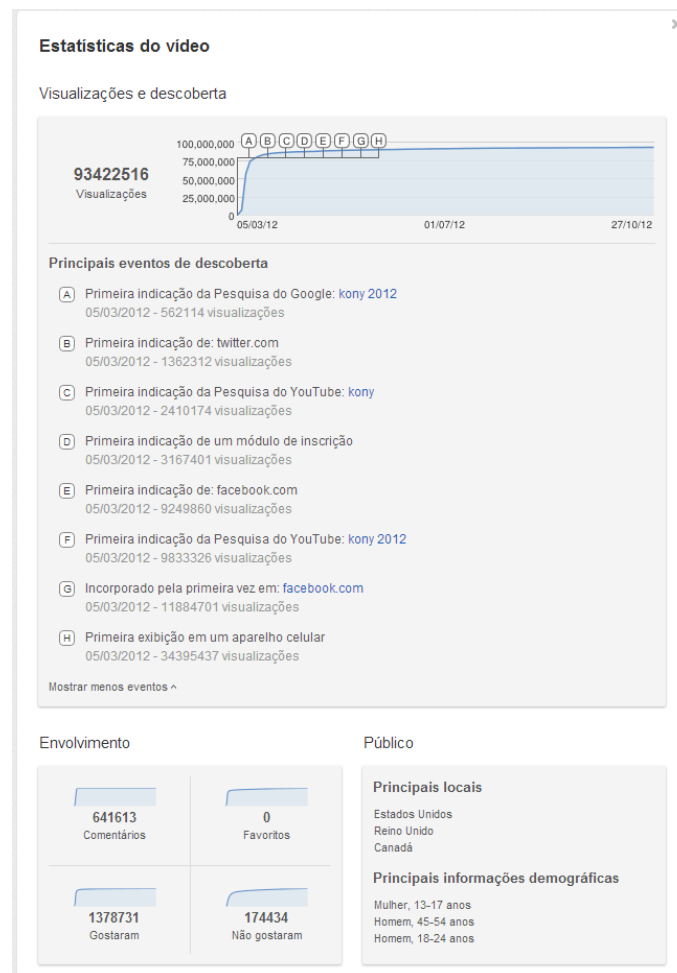 Estatísticas do vídeo
Visualizações e descoberta
93422516
Visualizações
100,000,000
75,000,000
50,000,000
25,000,000
0
A B C D E F G H
05/03/12 01/07/12 27/10/12
Principais eventos de descoberta
A Primeira indicação da Pesquisa do Google: kony 2012
05/03/2012 - 562114 visualizações
B Primeira indicação de: twitter.com
05/03/2012 - 1362312 visualizações
C Primeira indicação da Pesquisa do YouTube: kony
05/03/2012 - 2410174 visualizações
D Primeira indicação de um módulo de inscrição
05/03/2012 - 3167401 visualizações
E Primeira indicação de: facebook.com
05/03/2012 - 9249860 visualizações
F Primeira indicação da Pesquisa do YouTube: kony 2012
05/03/2012 - 9833326 visualizações
G Incorporado pela primeira vez em: facebook.com
05/03/2012 - 11884701 visualizações
H Primeira exibição em um aparelho celular
05/03/2012 - 34395437 visualizações
Mostrar menos eventos ^
Envolvimento
641613
Comentários
0
Favoritos
1378731
Gostaram
174434
Não gostaram
Público
Principais locais
Estados Unidos
Reino Unido
Canadá
Principais informações demográficas
Mulher, 13-17 anos
Homem, 45-54 anos
Homem, 18-24 anos